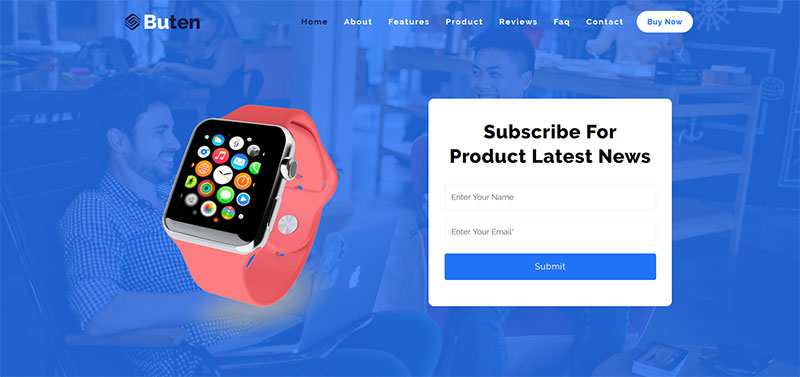 Buten
Home About Features Product Reviews Faq Contact Buy Now
Subscribe For
Product Latest News
Enter Your Name
Enter Your Email*
Submit